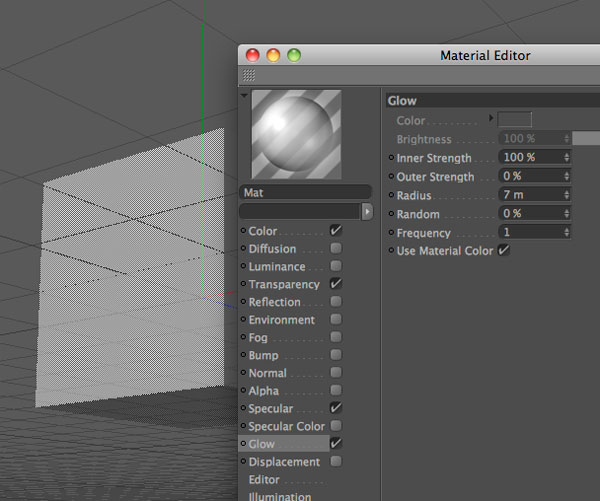 Material Editor
Glow
Color
Brightness 100 %
Inner Strength 100 %
Outer Strength 0 %
Radius 7 m
Random 0 %
Frequency 1
Use Material Color
Mat
Color
Diffusion
Luminance
Transparency
Reflection
Environment
Fog
Bump
Normal
Alpha
Specular
Specular Color
Glow
Displacement
Editor
Illumination